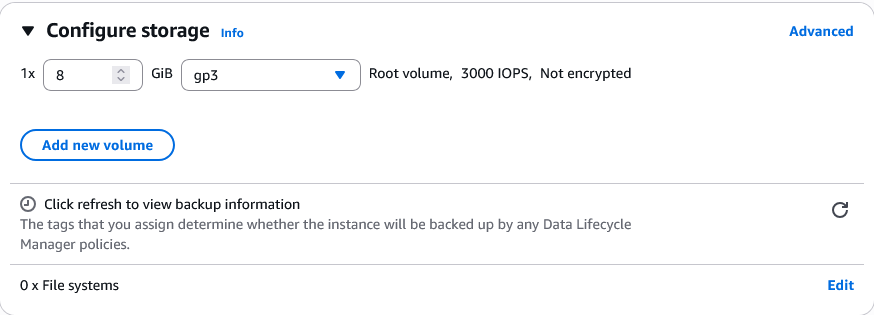 Configure storage Info Advanced
1x 8 GiB gp3 Root volume, 3000 IOPS, Not encrypted
Add new volume
Click refresh to view backup information
The tags that you assign determine whether the instance will be backed up by any Data Lifecycle
Manager policies.
0 x File systems Edit